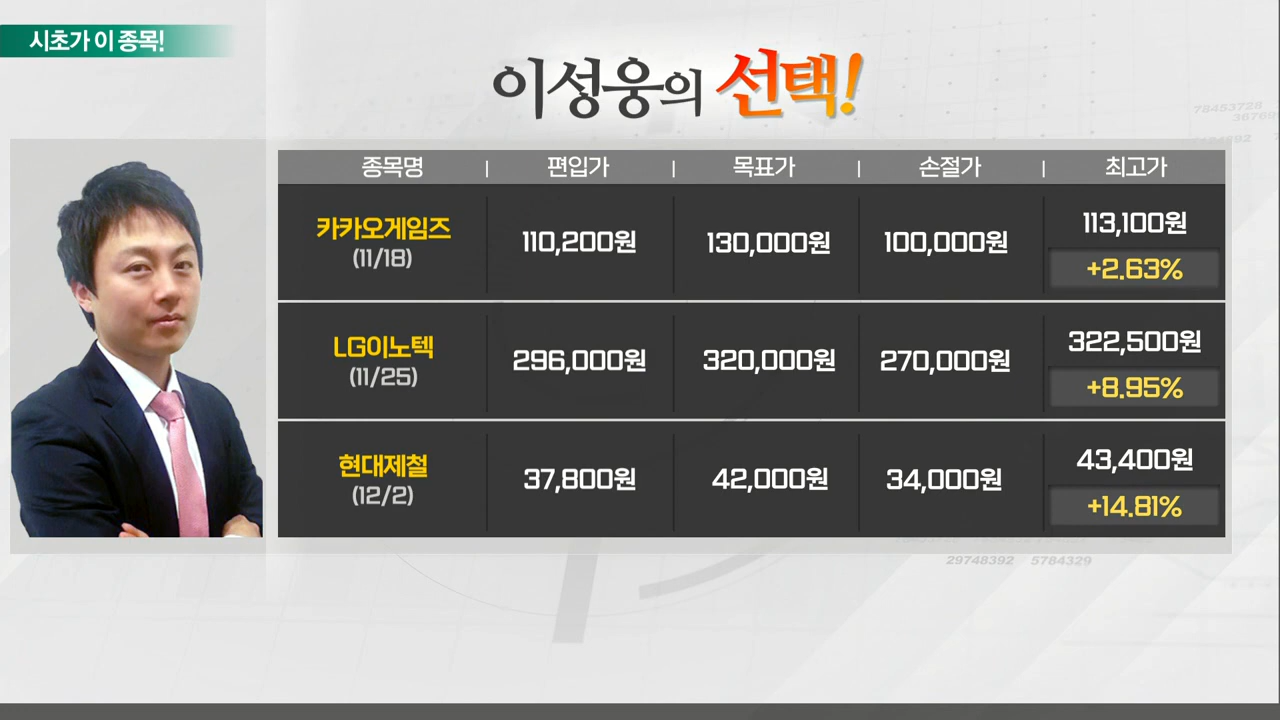 시초가 이 종목!
이성웅의 선택!
종목명 | 편입가 | 목표가 | 손절가 | 최고가
카카오게임즈 110,200원 130,000원 100,000원 113,100원
(11/18) +2.63%
LG이노텍 296,000원 320,000원 270,000원 322,500원
(11/25) +8.95%
현대제철 37,800원 42,000원 34,000원 43,400원
(12/2) +14.81%
78453728
29748392 5784329